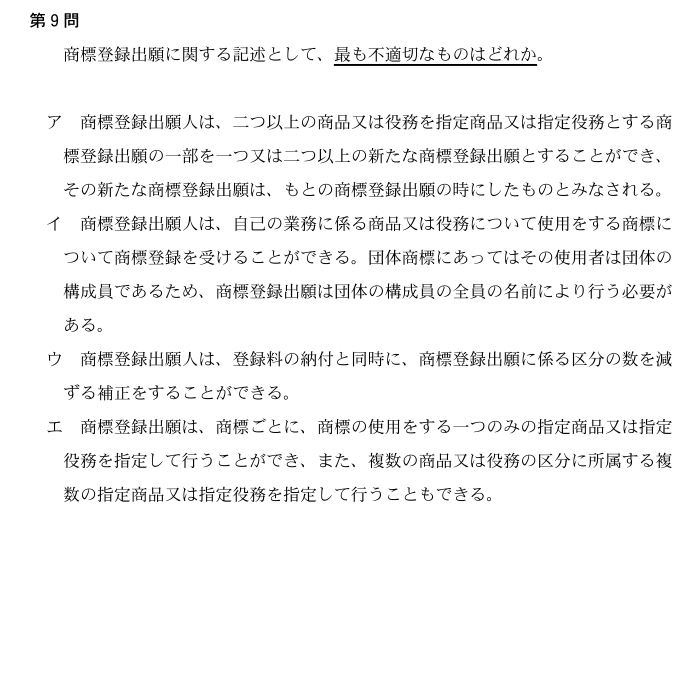 第9問
商標登録出願に関する記述として、最も不適切なものはどれか。
ア　商標登録出願人は、二つ以上の商品又は役務を指定商品又は指定役務とする商
標登録出願の一部を一つ又は二つ以上の新たな商標登録出願とすることができ、
その新たな商標登録出願は、もとの商標登録出願の時にしたものとみなされる。
イ　商標登録出願人は、自己の業務に係る商品又は役務について使用をする商標に
ついて商標登録を受けることができる。団体商標にあってはその使用者は団体の
構成員であるため、商標登録出願は団体の構成員の全員の名前により行う必要が
ある。
ウ　商標登録出願人は、登録料の納付と同時に、商標登録出願に係る区分の数を減
ずる補正をすることができる。
エ　商標登録出願は、商標ごとに、商標の使用をする一つのみの指定商品又は指定
役務を指定して行うことができ、また、複数の商品又は役務の区分に所属する複
数の指定商品又は指定役務を指定して行うこともできる。